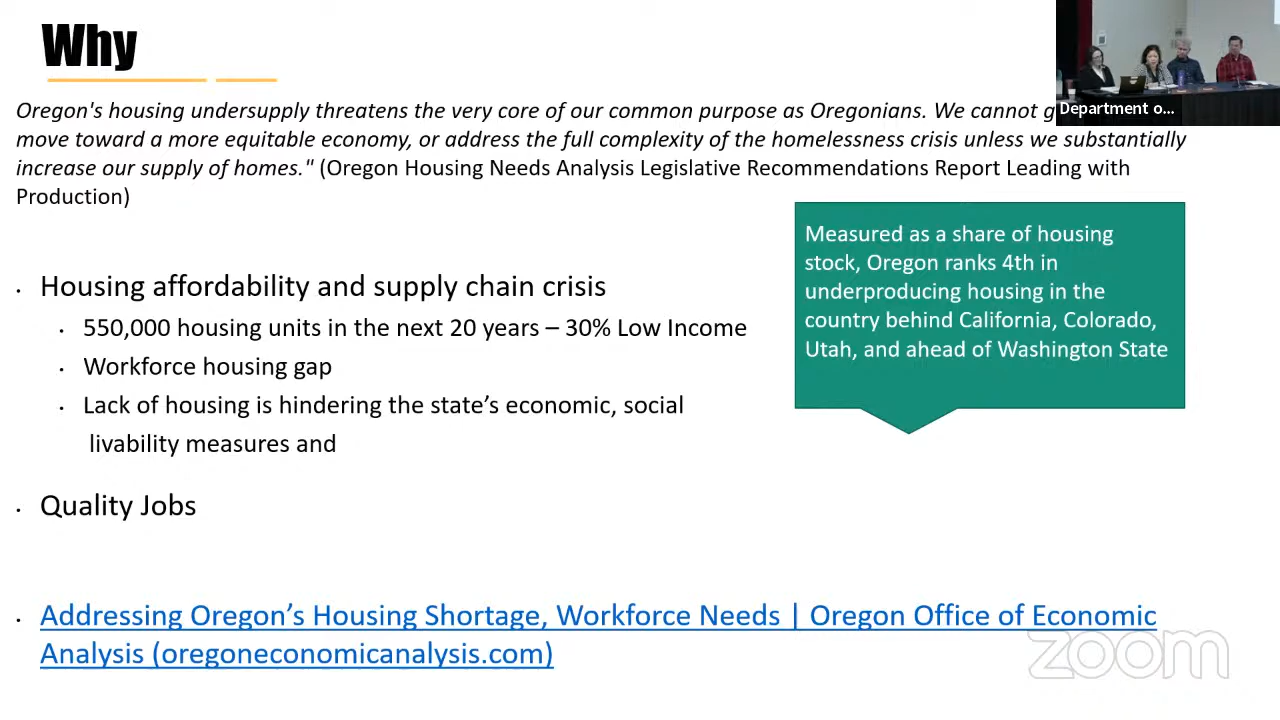 Why
Oregon's housing undersupply threatens the very core of our common purpose as Oregonians. We cannot g
move toward a more equitable economy, or address the full complexity of the homelessness crisis unless we substantially
increase our supply of homes." (Oregon Housing Needs Analysis Legislative Recommendations Report Leading with
Production)
Department o...
Measured as a share of housing
stock, Oregon ranks 4th in
underproducing housing in the
country behind California, Colorado,
Utah, and ahead of Washington State
• Housing affordability and supply chain crisis
• 550,000 housing units in the next 20 years – 30% Low Income
• Workforce housing gap
• Lack of housing is hindering the state’s economic, social
livability measures and
• Quality Jobs
• Addressing Oregon’s Housing Shortage, Workforce Needs | Oregon Office of Economic
Analysis (oregoneconomicanalysis.com)
zoom